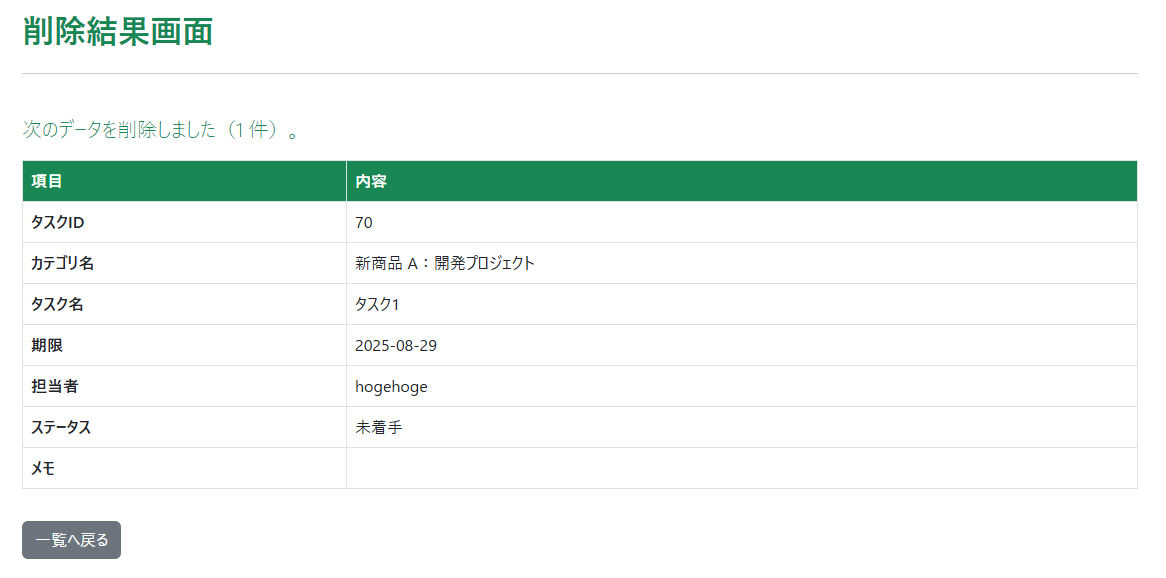 削除結果画面
次のデータを削除しました（1 件）。
項目 内容
タスクID 70
カテゴリ名 新商品 A：開発プロジェクト
タスク名 タスク1
期限 2025-08-29
担当者 hogehoge
ステータス 未着手
メモ
一覧へ戻る